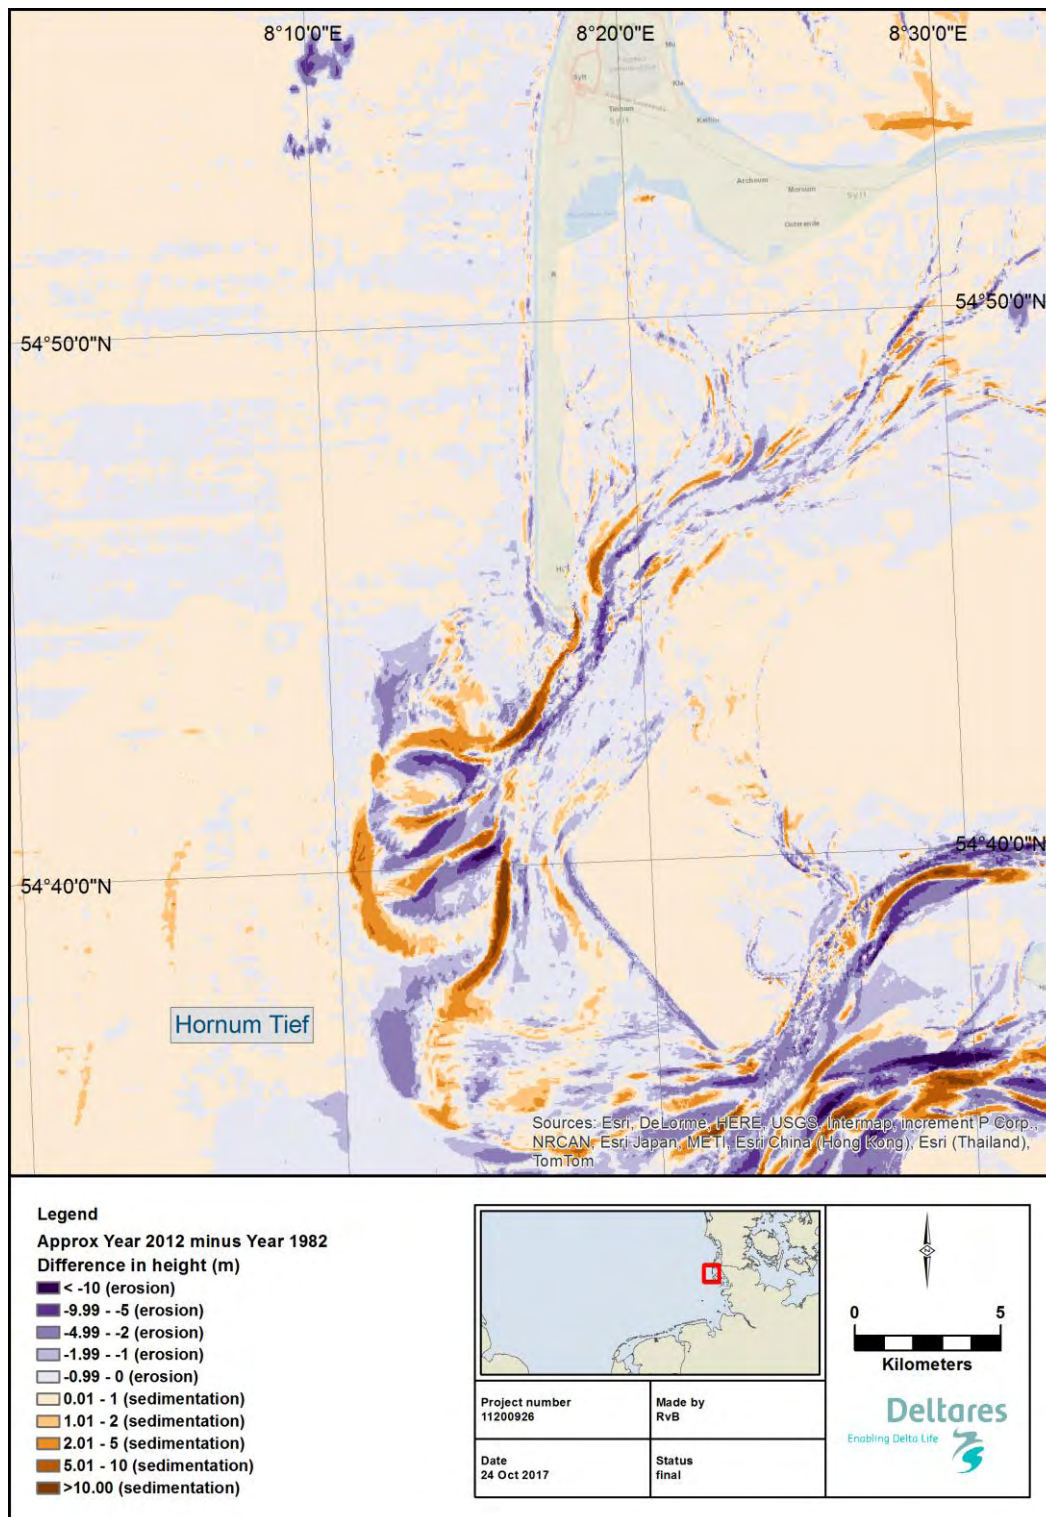 8°10'0"E 8°20'0"E 8°30'0"E
Sylt
Tinnum
Sylt
Keitum
Archsum
Morsum
Sylt
54°50'0"N
54°50'0"N
54°40'0"N
54°40'0"N
Hornum Tief
Sources: Esri, DeLorme, HERE, USGS, Intermap, increment P Corp.,
NRCAN, Esri Japan, METI, Esri China (Hong Kong), Esri (Thailand),
TomTom
Legend
Approx Year 2012 minus Year 1982
Difference in height (m)
< -10 (erosion)
-9.99 - -5 (erosion)
-4.99 - -2 (erosion)
-1.99 - -1 (erosion)
-0.99 - 0 (erosion)
0.01 - 1 (sedimentation)
1.01 - 2 (sedimentation)
2.01 - 5 (sedimentation)
5.01 - 10 (sedimentation)
>10.00 (sedimentation)
Project number
11200926
Made by
RvB
Date
24 Oct 2017
Status
final
0 5
Kilometers
Deltares
Enabling Delta Life